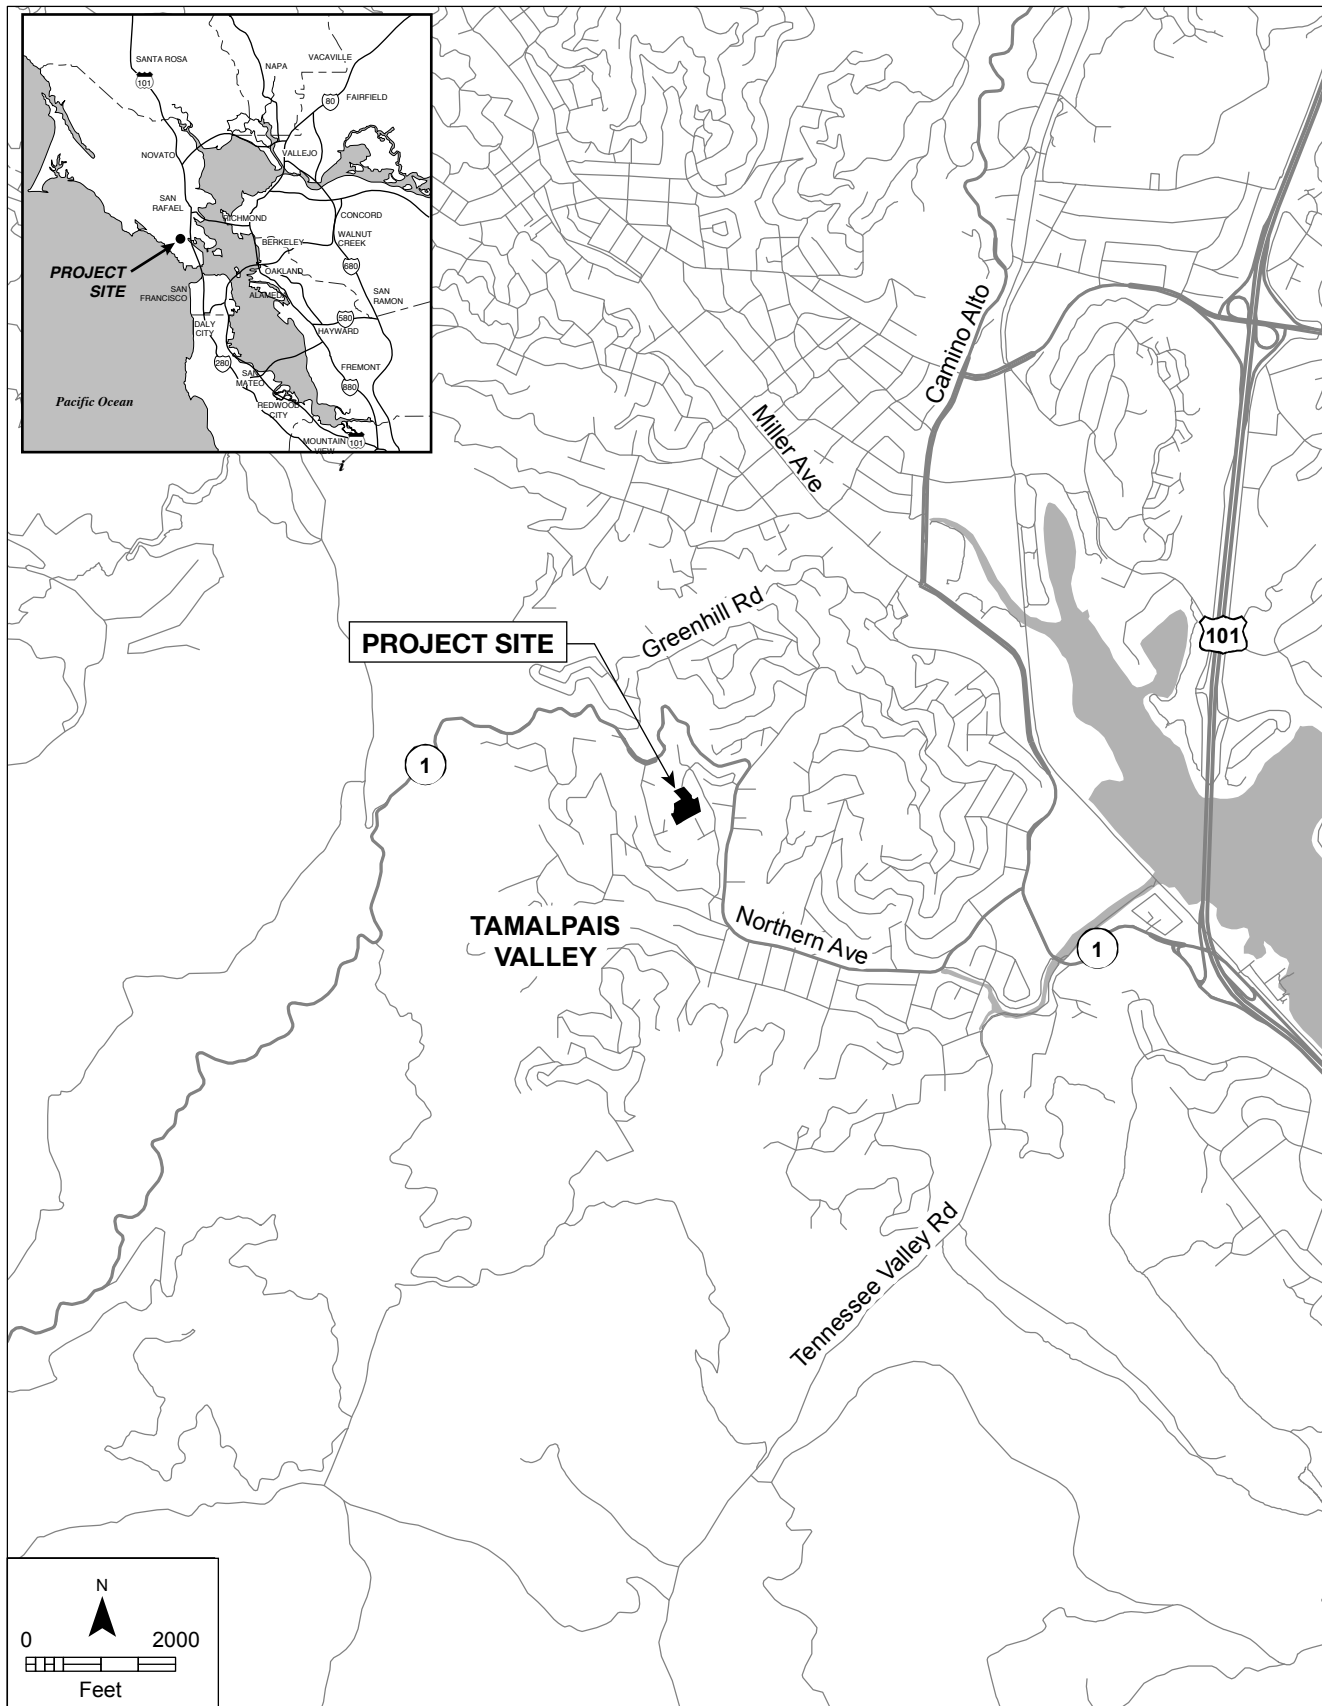 SANTA ROSA
101
NAPA
VACAVILLE
80
FAIRFIELD
NOVATO
VALLEJO
SAN
RAFAEL
RICHMOND
CONCORD
BERKELEY
WALNUT
CREEK
PROJECT
SITE
OAKLAND
680
SAN
FRANCISCO
ALAMEDA
SAN
RAMON
580
DALY
CITY
HAYWARD
280
SAN
MATEO
FREMONT
880
Pacific Ocean
REDWOOD
CITY
MOUNTAIN
VIEW
101
i
Camino Alto
Miller Ave
Greenhill Rd
PROJECT SITE
101
1
TAMALPAIS
VALLEY
Northern Ave
1
Tennessee Valley Rd
N
0 2000
Feet